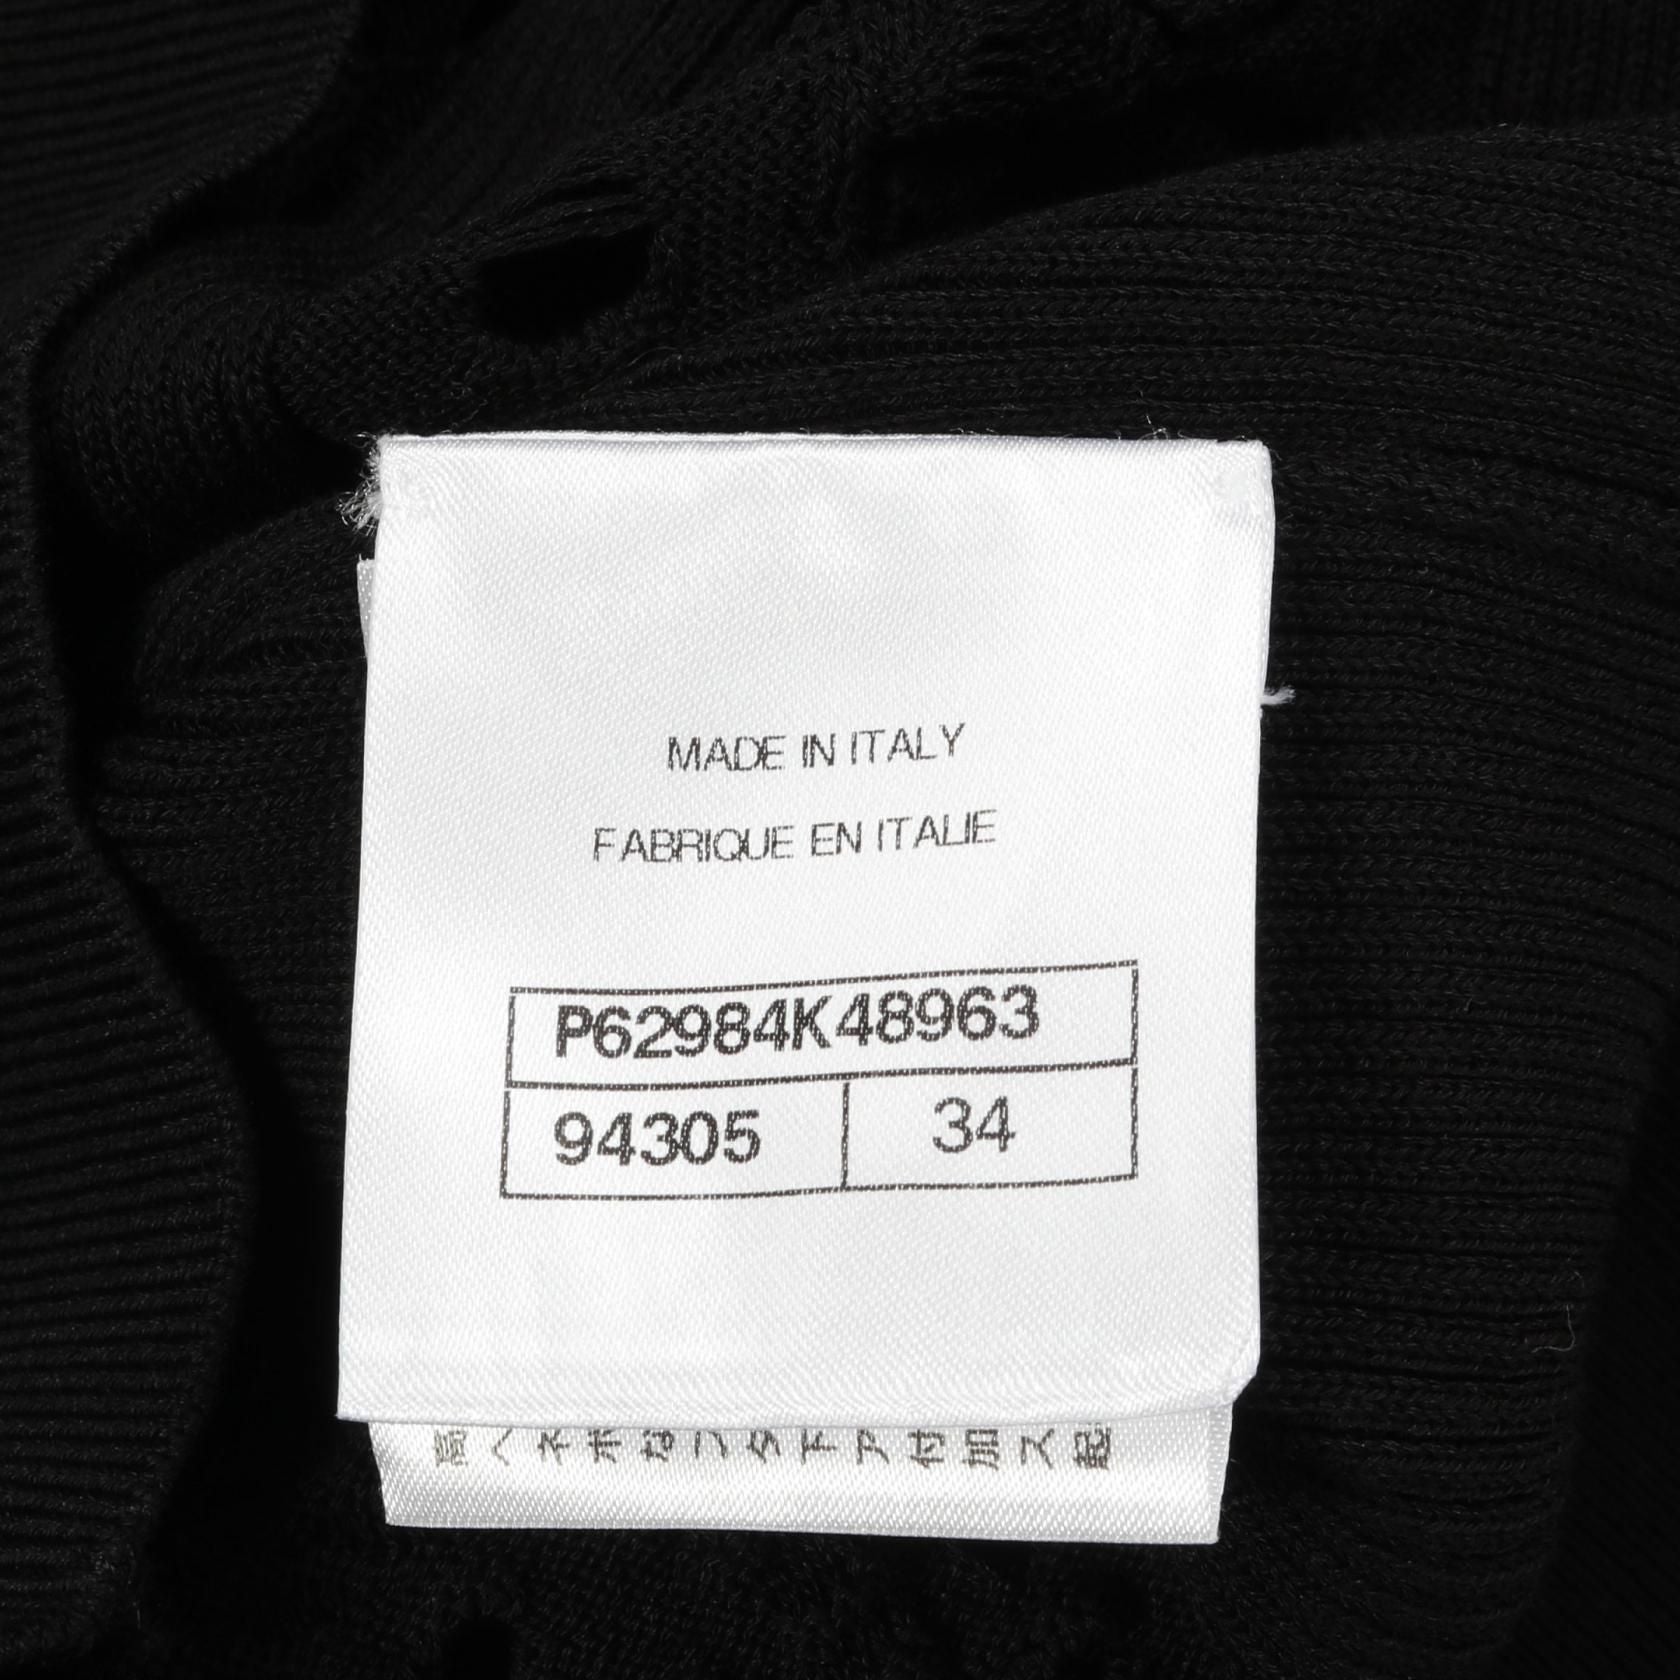 MADE IN ITALY
FABRIQUE EN ITALIE
P62984K48963
94305 34